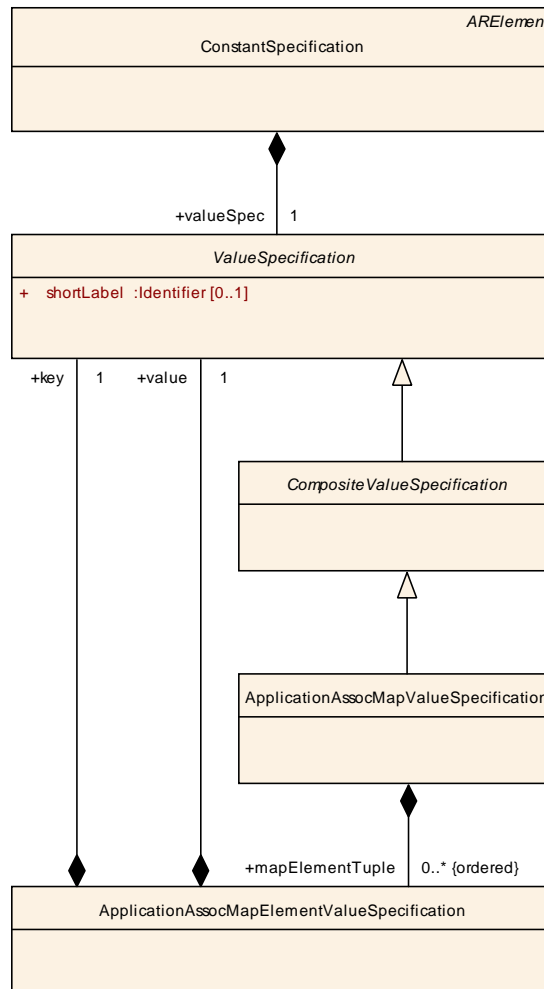 ARElemen
ConstantSpecification
+valueSpec 1
ValueSpecification
+ shortLabel :Identifier [0..1]
+key 1 +value 1
CompositeValueSpecification
ApplicationAssocMapValueSpecification
+mapElementTuple 0..* {ordered}
ApplicationAssocMapElementValueSpecification